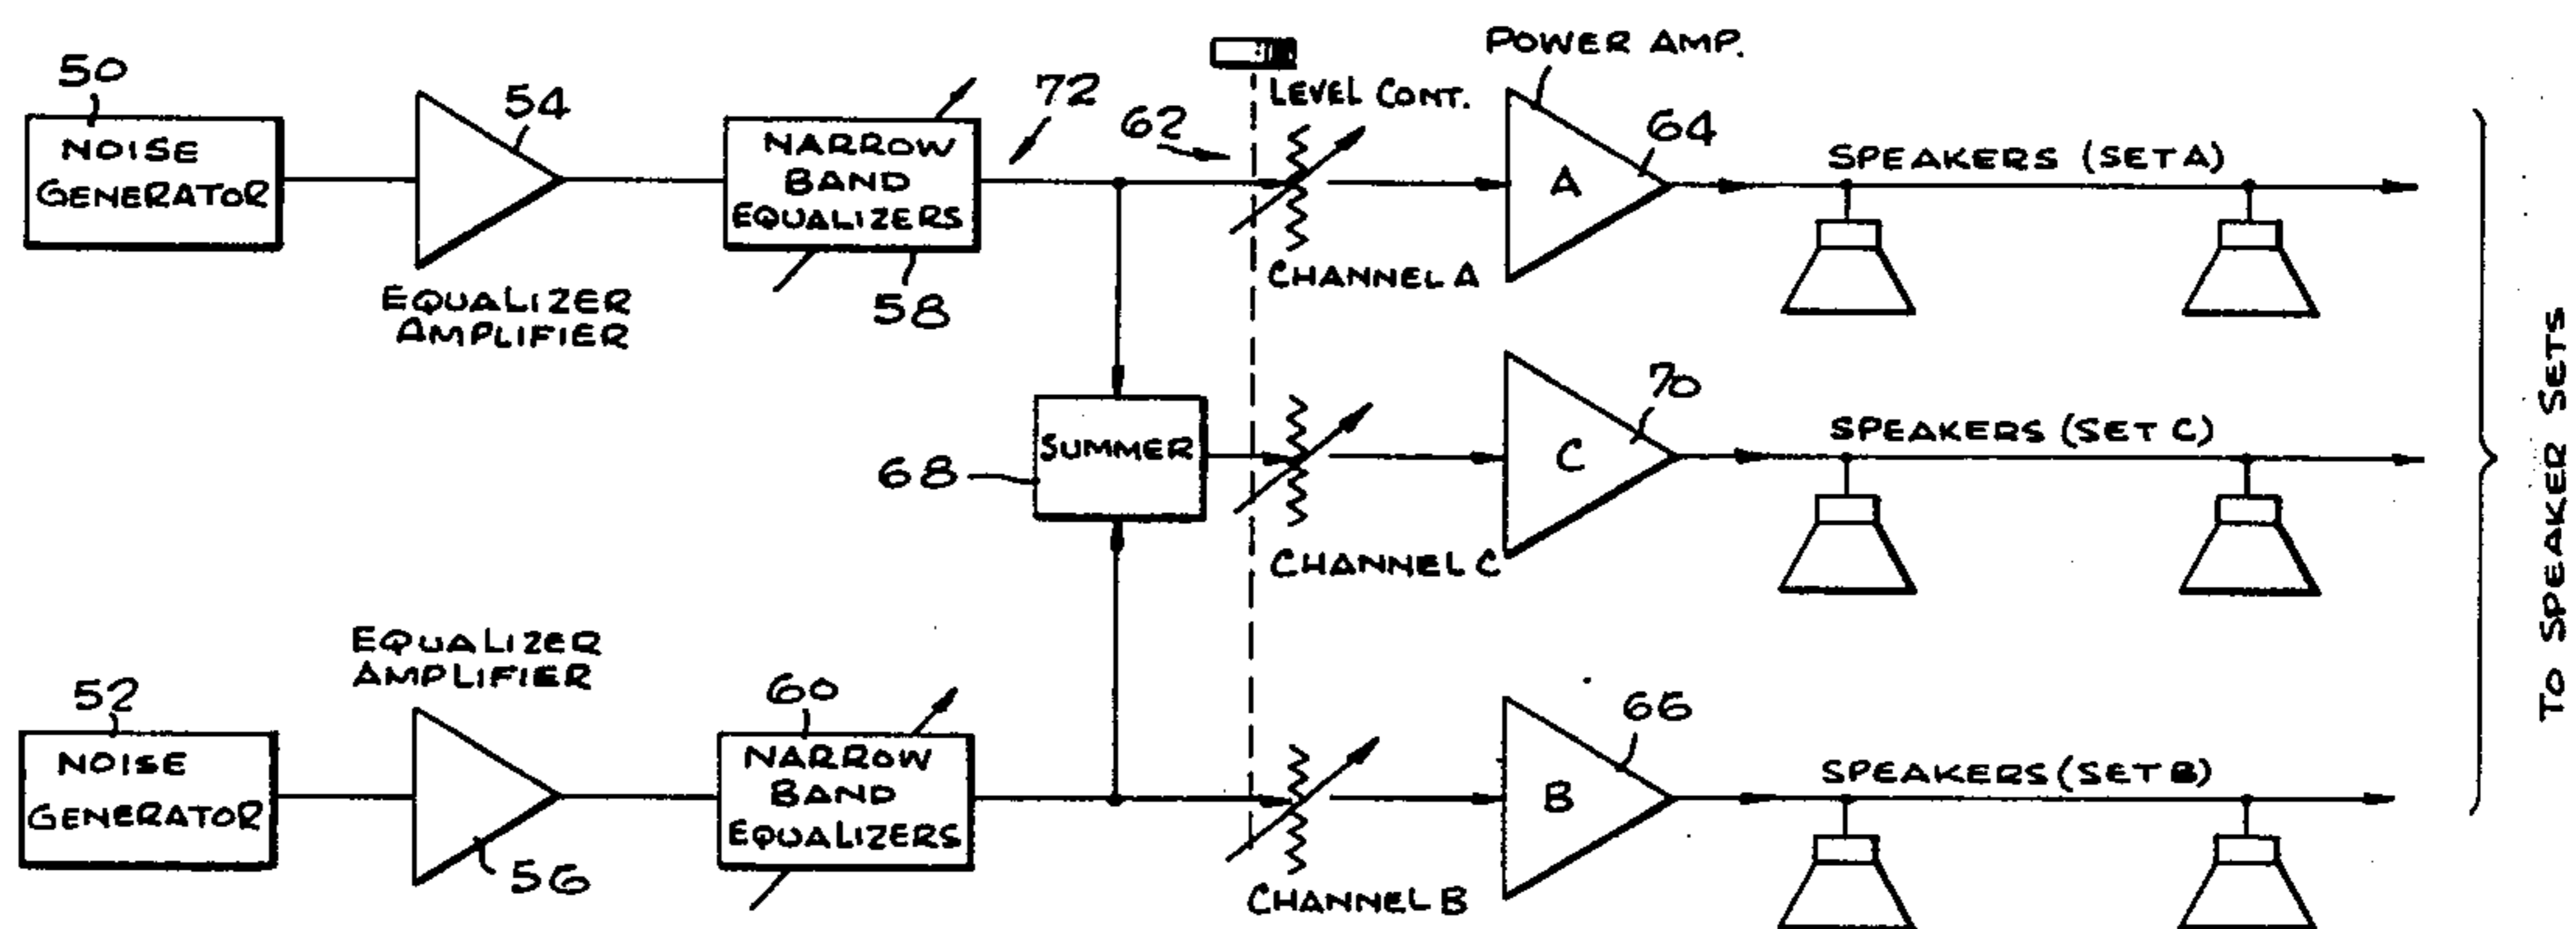 50
NOISE
GENERATOR
54
EQUALIZER
AMPLIFIER
NARROW
BAND
EQUALIZERS
58
72
62
LEVEL CONT.
CHANNEL A
POWER AMP.
A
64
SPEAKERS (SET A)
SUMMER
68
CHANNEL C
C
70
SPEAKERS (SET C)
52
NOISE
GENERATOR
EQUALIZER
AMPLIFIER
56
60
NARROW
BAND
EQUALIZERS
CHANNEL B
B
66
SPEAKERS (SET B)
TO SPEAKER SETS